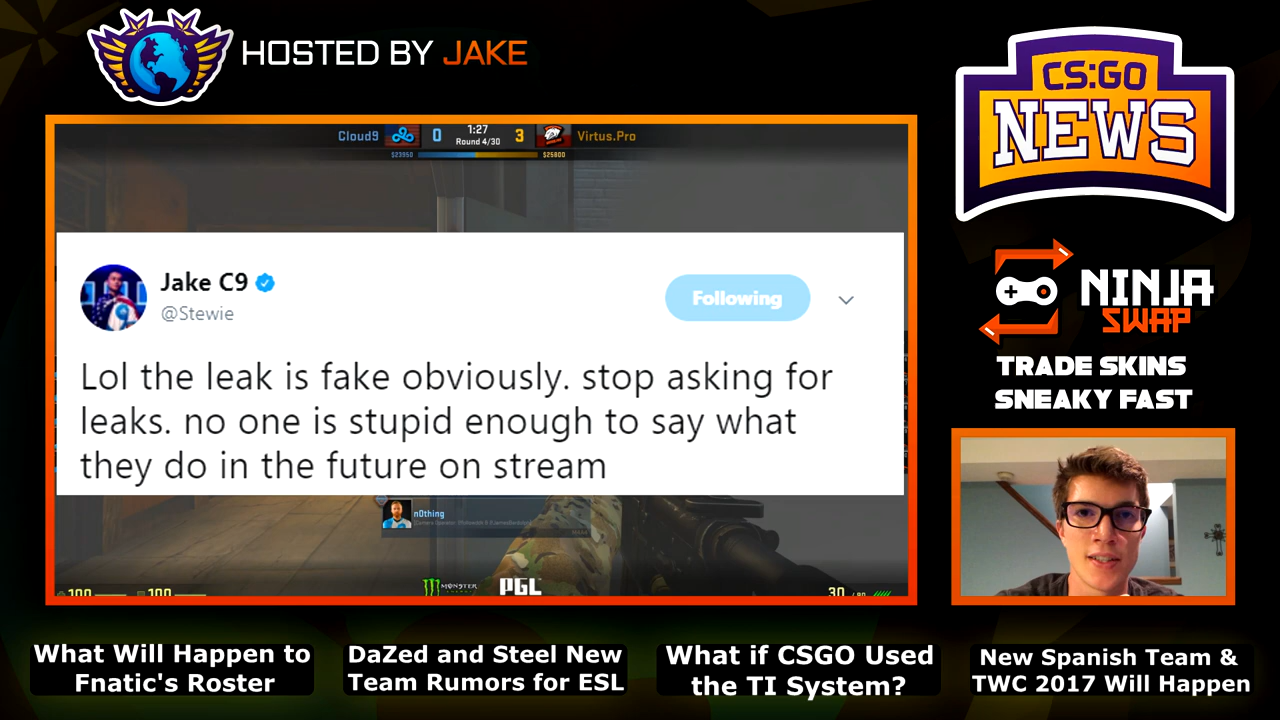 HOSTED BY JAKE
CS:GO
NEWS
Cloud9 0 1:27 3 Virtus.Pro
Round 4/30
$23950 $25800
Jake C9
@Stewie
Following
Lol the leak is fake obviously. stop asking for
leaks. no one is stupid enough to say what
they do in the future on stream
n0thing
MONSTER
PGL
100 100 30 / 90
NINJA
SWAP
TRADE SKINS
SNEAKY FAST
What Will Happen to
Fnatic's Roster
DaZed and Steel New
Team Rumors for ESL
What if CSGO Used
the TI System?
New Spanish Team &
TWC 2017 Will Happen